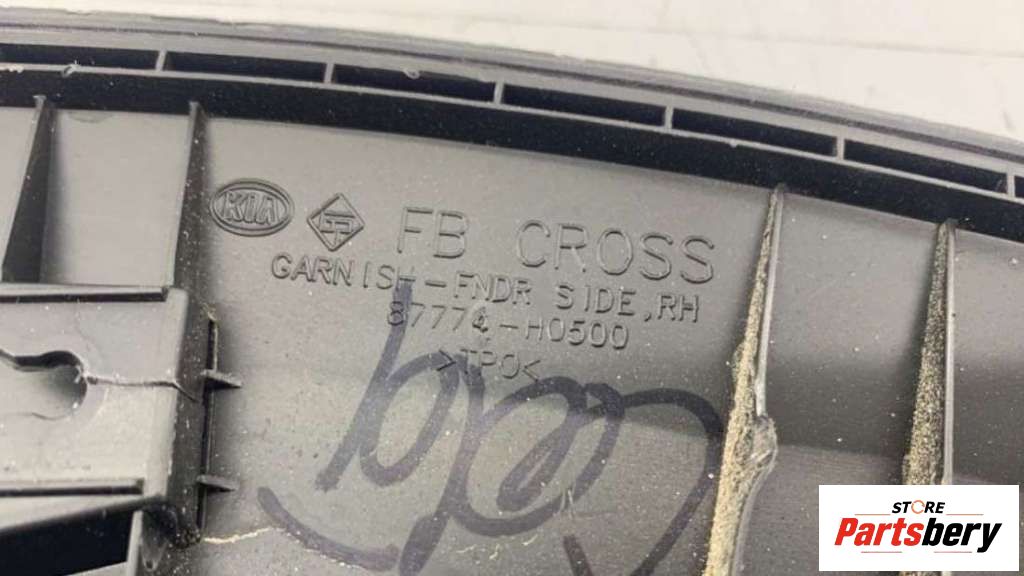 KIA FB CROSS
GARNISH-FNDR SIDE,RH
87774-H0500
>TPO<
STORE
Partsbery